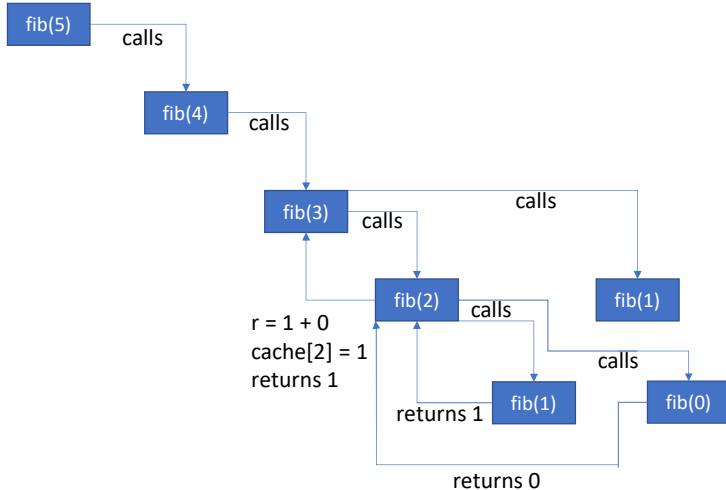 fib(5)
calls
fib(4)
calls
fib(3)
calls
calls
fib(2)
fib(1)
calls
r = 1 + 0
cache[2] = 1
returns 1
calls
fib(1)
fib(0)
returns 1
returns 0